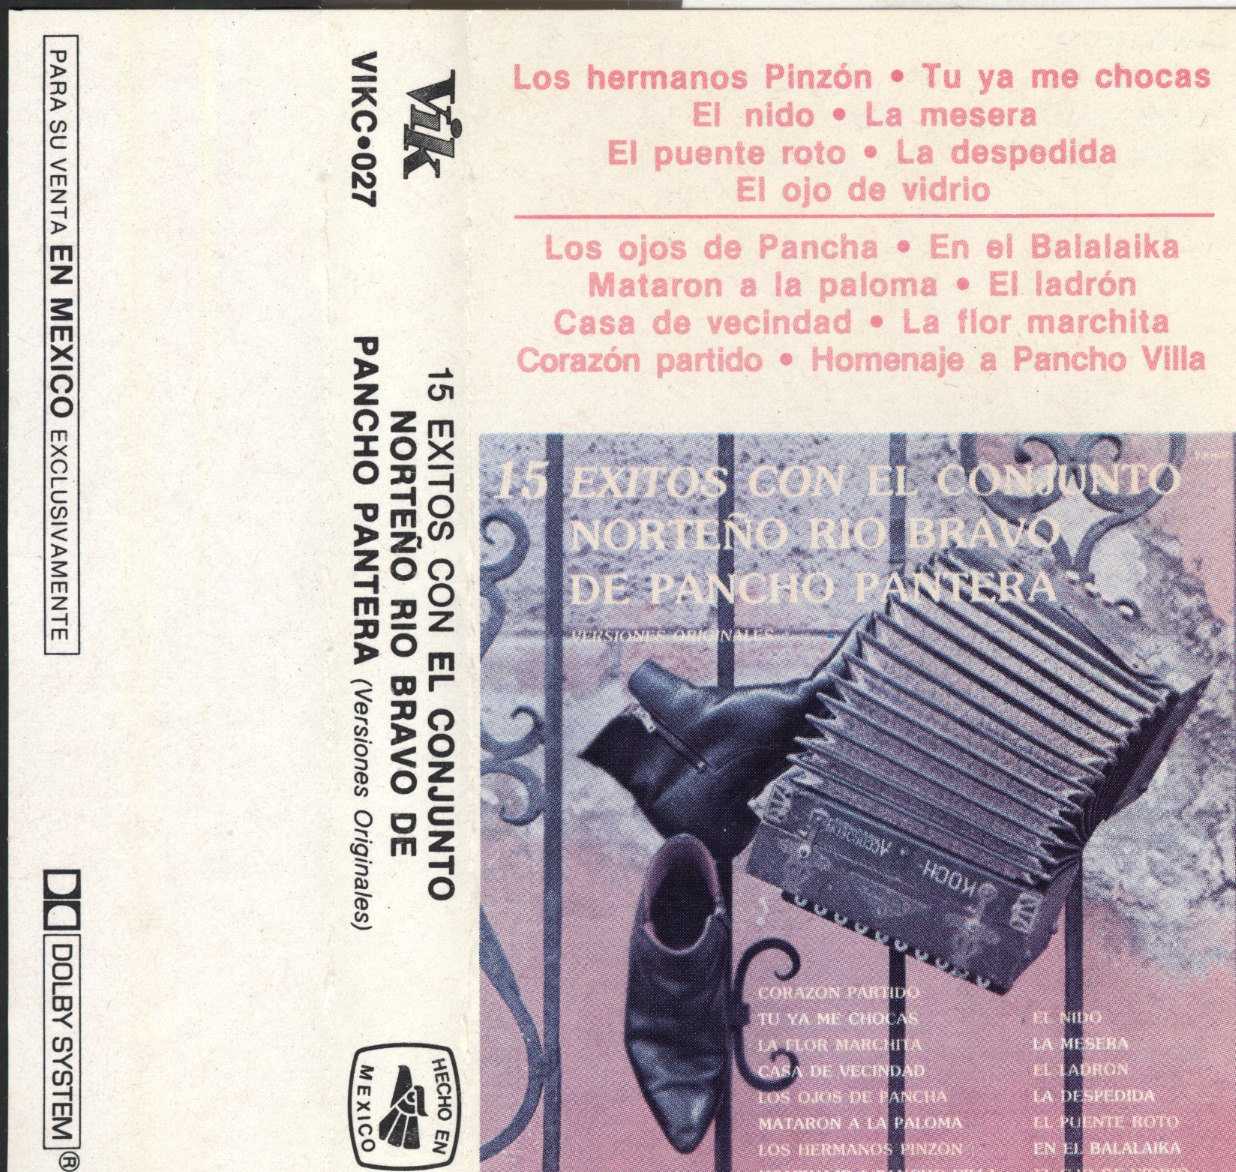 PARA SU VENTA EN MEXICO EXCLUSIVAMENTE
DOLBY SYSTEM ®
Vik
VIKC•027
15 EXITOS CON EL CONJUNTO
NORTEÑO RIO BRAVO DE
PANCHO PANTERA (Versiones Originales)
HECHO EN
MEXICO
Los hermanos Pinzón • Tu ya me chocas
El nido • La mesera
El puente roto • La despedida
El ojo de vidrio
Los ojos de Pancha • En el Balalaika
Mataron a la paloma • El ladrón
Casa de vecindad • La flor marchita
Corazón partido • Homenaje a Pancho Villa
15 EXITOS CON EL CONJUNTO
NORTEÑO RIO BRAVO
DE PANCHO PANTERA
VERSIONES ORIGINALES
KOCH
CORAZON PARTIDO
TU YA ME CHOCAS
LA FLOR MARCHITA
CASA DE VECINDAD
LOS OJOS DE PANCHA
MATARON A LA PALOMA
LOS HERMANOS PINZON
EL NIDO
LA MESERA
EL LADRON
LA DESPEDIDA
EL PUENTE ROTO
EN EL BALALAIKA